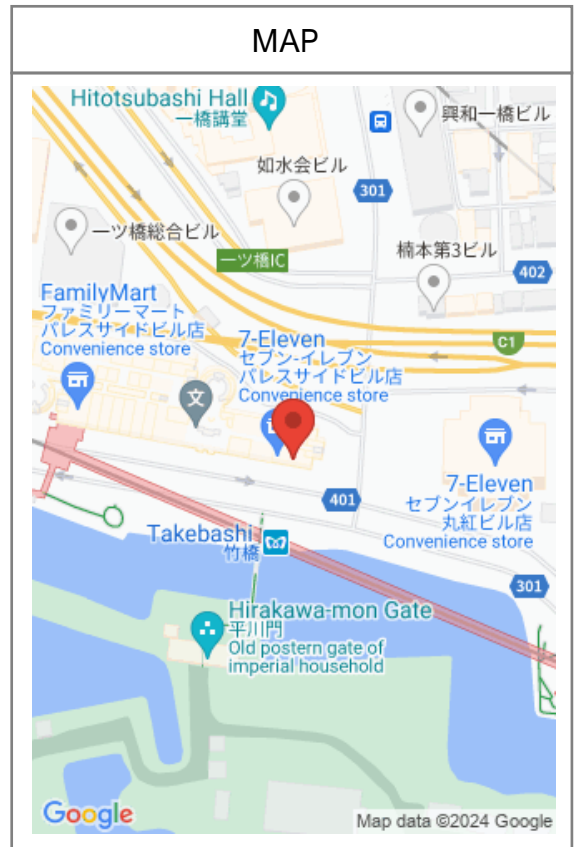 MAP
Hitotsubashi Hall
一橋講堂
興和一橋ビル
如水会ビル
301
一ツ橋総合ビル
一ツ橋IC
楠本第3ビル
402
FamilyMart
ファミリーマート
パレスサイドビル店
Convenience store
7-Eleven
セブン-イレブン
パレスサイドビル店
Convenience store
C1
文
7-Eleven
セブンイレブン
丸紅ビル店
Convenience store
401
Takebashi
竹橋
301
Hirakawa-mon Gate
平川門
Old postern gate of
imperial household
Google
Map data ©2024 Google